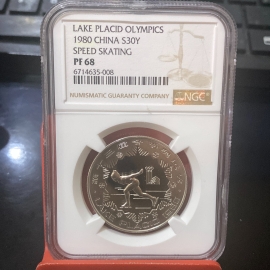 LAKE PLACID OLYMPICS
1980 CHINA S30Y
SPEED SKATING
PF 68
6714635-008
NUMISMATIC GUARANTY COMPANY
NGC